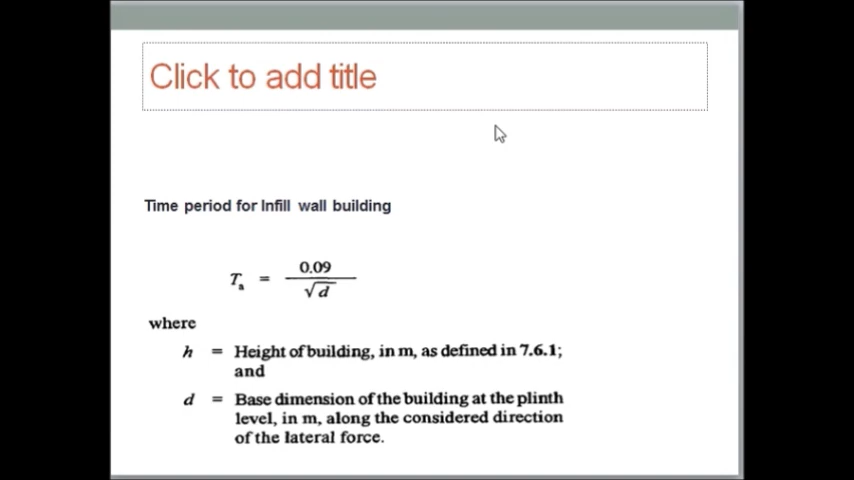 Click to add title
Time period for Infill wall building
T_a = 0.09 / √d
where
h = Height of building, in m, as defined in 7.6.1;
and
d = Base dimension of the building at the plinth
level, in m, along the considered direction
of the lateral force.